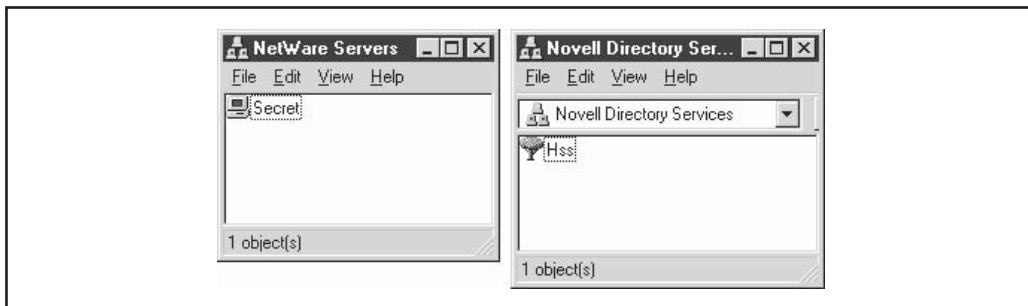 NetWare Servers
File Edit View Help
Secret
1 object(s)
Novell Directory Ser...
File Edit View Help
Novell Directory Services
Hss
1 object(s)